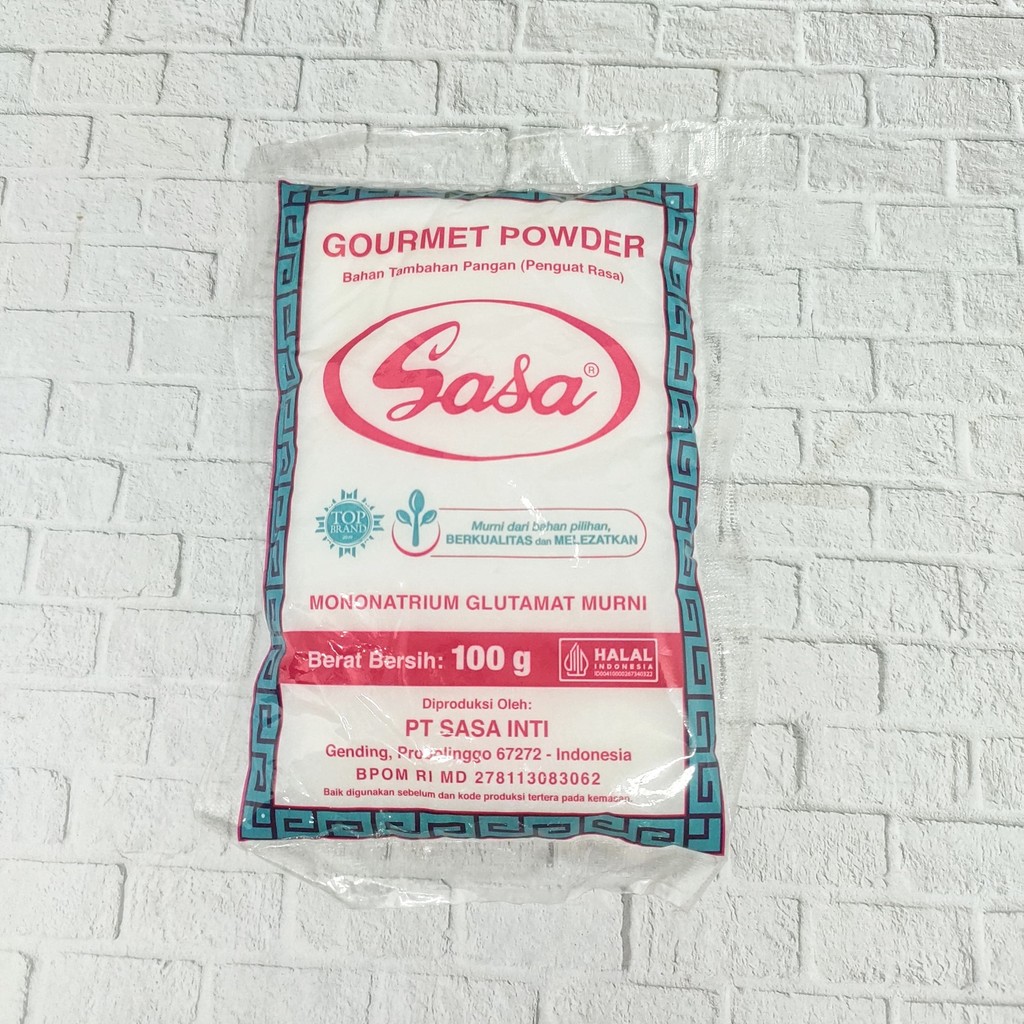 GOURMET POWDER
Bahan Tambahan Pangan (Penguat Rasa)
Sasa®
TOP
BRAND
Murni dari bahan pilihan,
BERKUALITAS dan MELEZATKAN
MONONATRIUM GLUTAMAT MURNI
Berat Bersih: 100 g
HALAL
INDONESIA
ID00410000267340522
Diproduksi Oleh:
PT SASA INTI
Gending, Probolinggo 67272 - Indonesia
BPOM RI MD 278113083062
Baik digunakan sebelum dan kode produksi tertera pada kemasan.